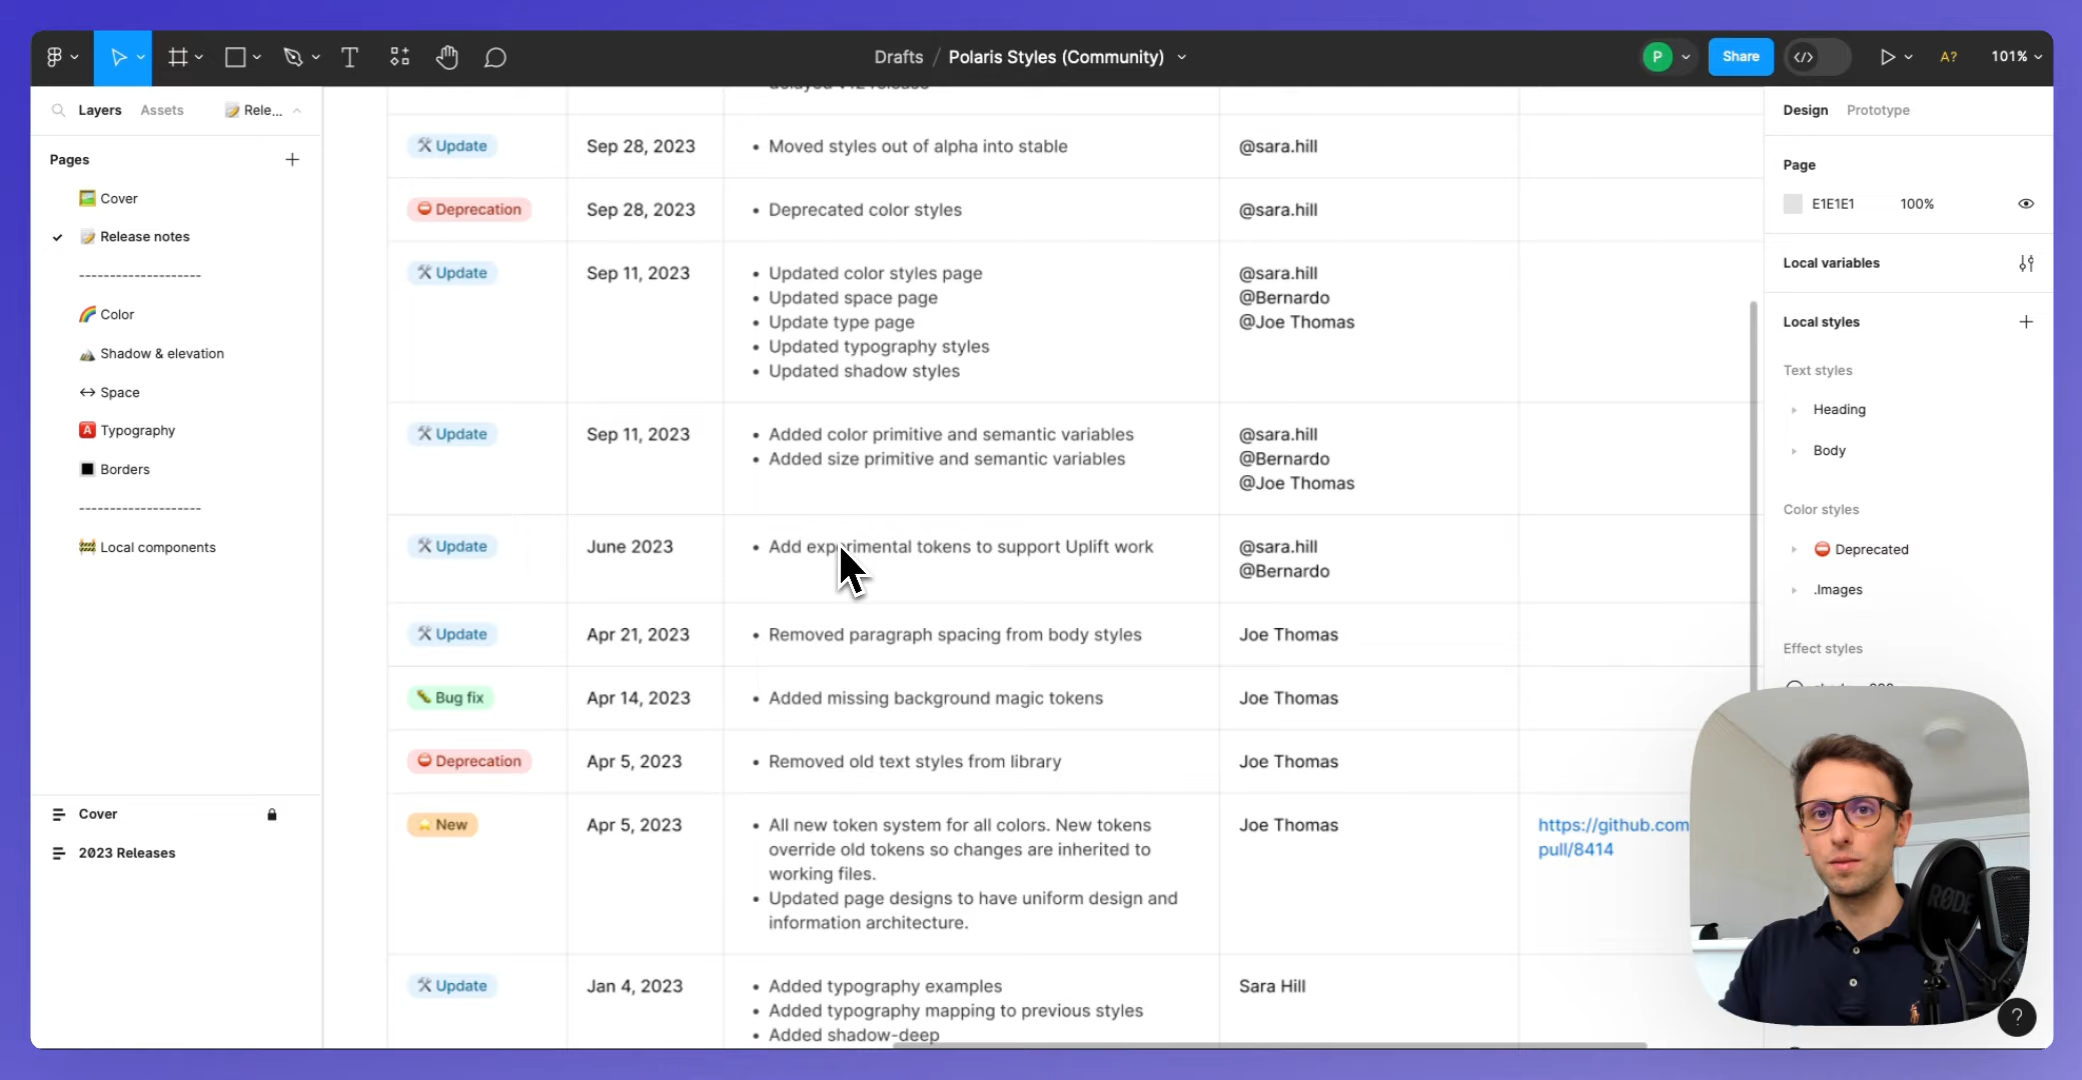 Drafts / Polaris Styles (Community)
P
Share
A?
101%
Layers
Assets
Rele...
Pages
Cover
Release notes
--------------------
Color
Shadow & elevation
Space
A Typography
Borders
--------------------
Local components
Cover
2023 Releases
Update
Sep 28, 2023
• Moved styles out of alpha into stable
@sara.hill
Deprecation
Sep 28, 2023
• Deprecated color styles
@sara.hill
Update
Sep 11, 2023
• Updated color styles page
• Updated space page
• Update type page
• Updated typography styles
• Updated shadow styles
@sara.hill
@Bernardo
@Joe Thomas
Update
Sep 11, 2023
• Added color primitive and semantic variables
• Added size primitive and semantic variables
@sara.hill
@Bernardo
@Joe Thomas
Update
June 2023
• Add experimental tokens to support Uplift work
@sara.hill
@Bernardo
Update
Apr 21, 2023
• Removed paragraph spacing from body styles
Joe Thomas
Bug fix
Apr 14, 2023
• Added missing background magic tokens
Joe Thomas
Deprecation
Apr 5, 2023
• Removed old text styles from library
Joe Thomas
New
Apr 5, 2023
• All new token system for all colors. New tokens
override old tokens so changes are inherited to
working files.
• Updated page designs to have uniform design and
information architecture.
Joe Thomas
https://github.com
pull/8414
Update
Jan 4, 2023
• Added typography examples
• Added typography mapping to previous styles
• Added shadow-deep
Sara Hill
Design
Prototype
Page
E1E1E1
100%
Local variables
Local styles
Text styles
Heading
Body
Color styles
Deprecated
.Images
Effect styles
RØDE
?